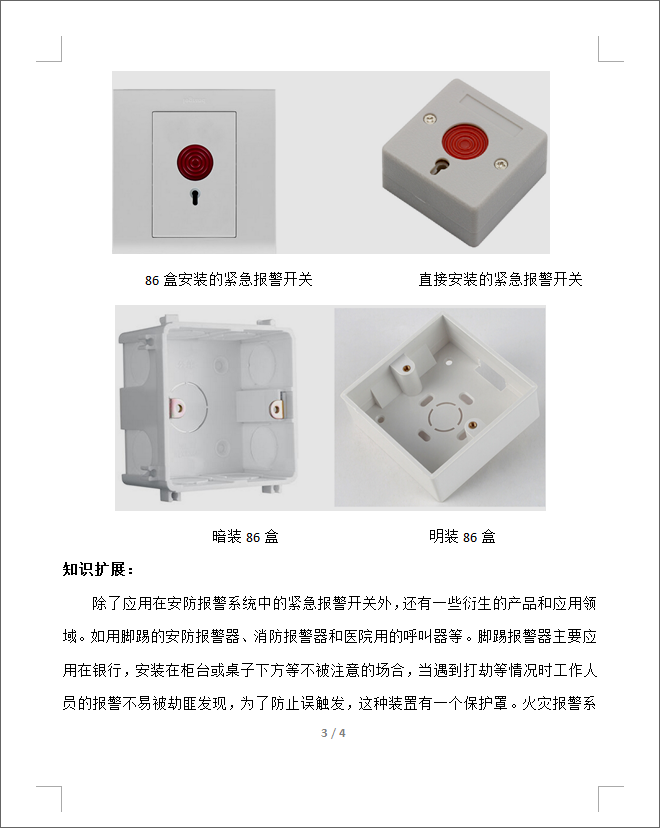 86 盒安装的紧急报警开关
直接安装的紧急报警开关
暗装 86 盒
明装 86 盒
知识扩展：
除了应用在安防报警系统中的紧急报警开关外，还有一些衍生的产品和应用领
域。如用脚踢的安防报警器、消防报警器和医院用的呼叫器等。脚踢报警器主要应
用在银行，安装在柜台或桌子下方等不被注意的场合，当遇到打劫等情况时工作人
员的报警不易被劫匪发现，为了防止误触发，这种装置有一个保护罩。火灾报警系
3 / 4